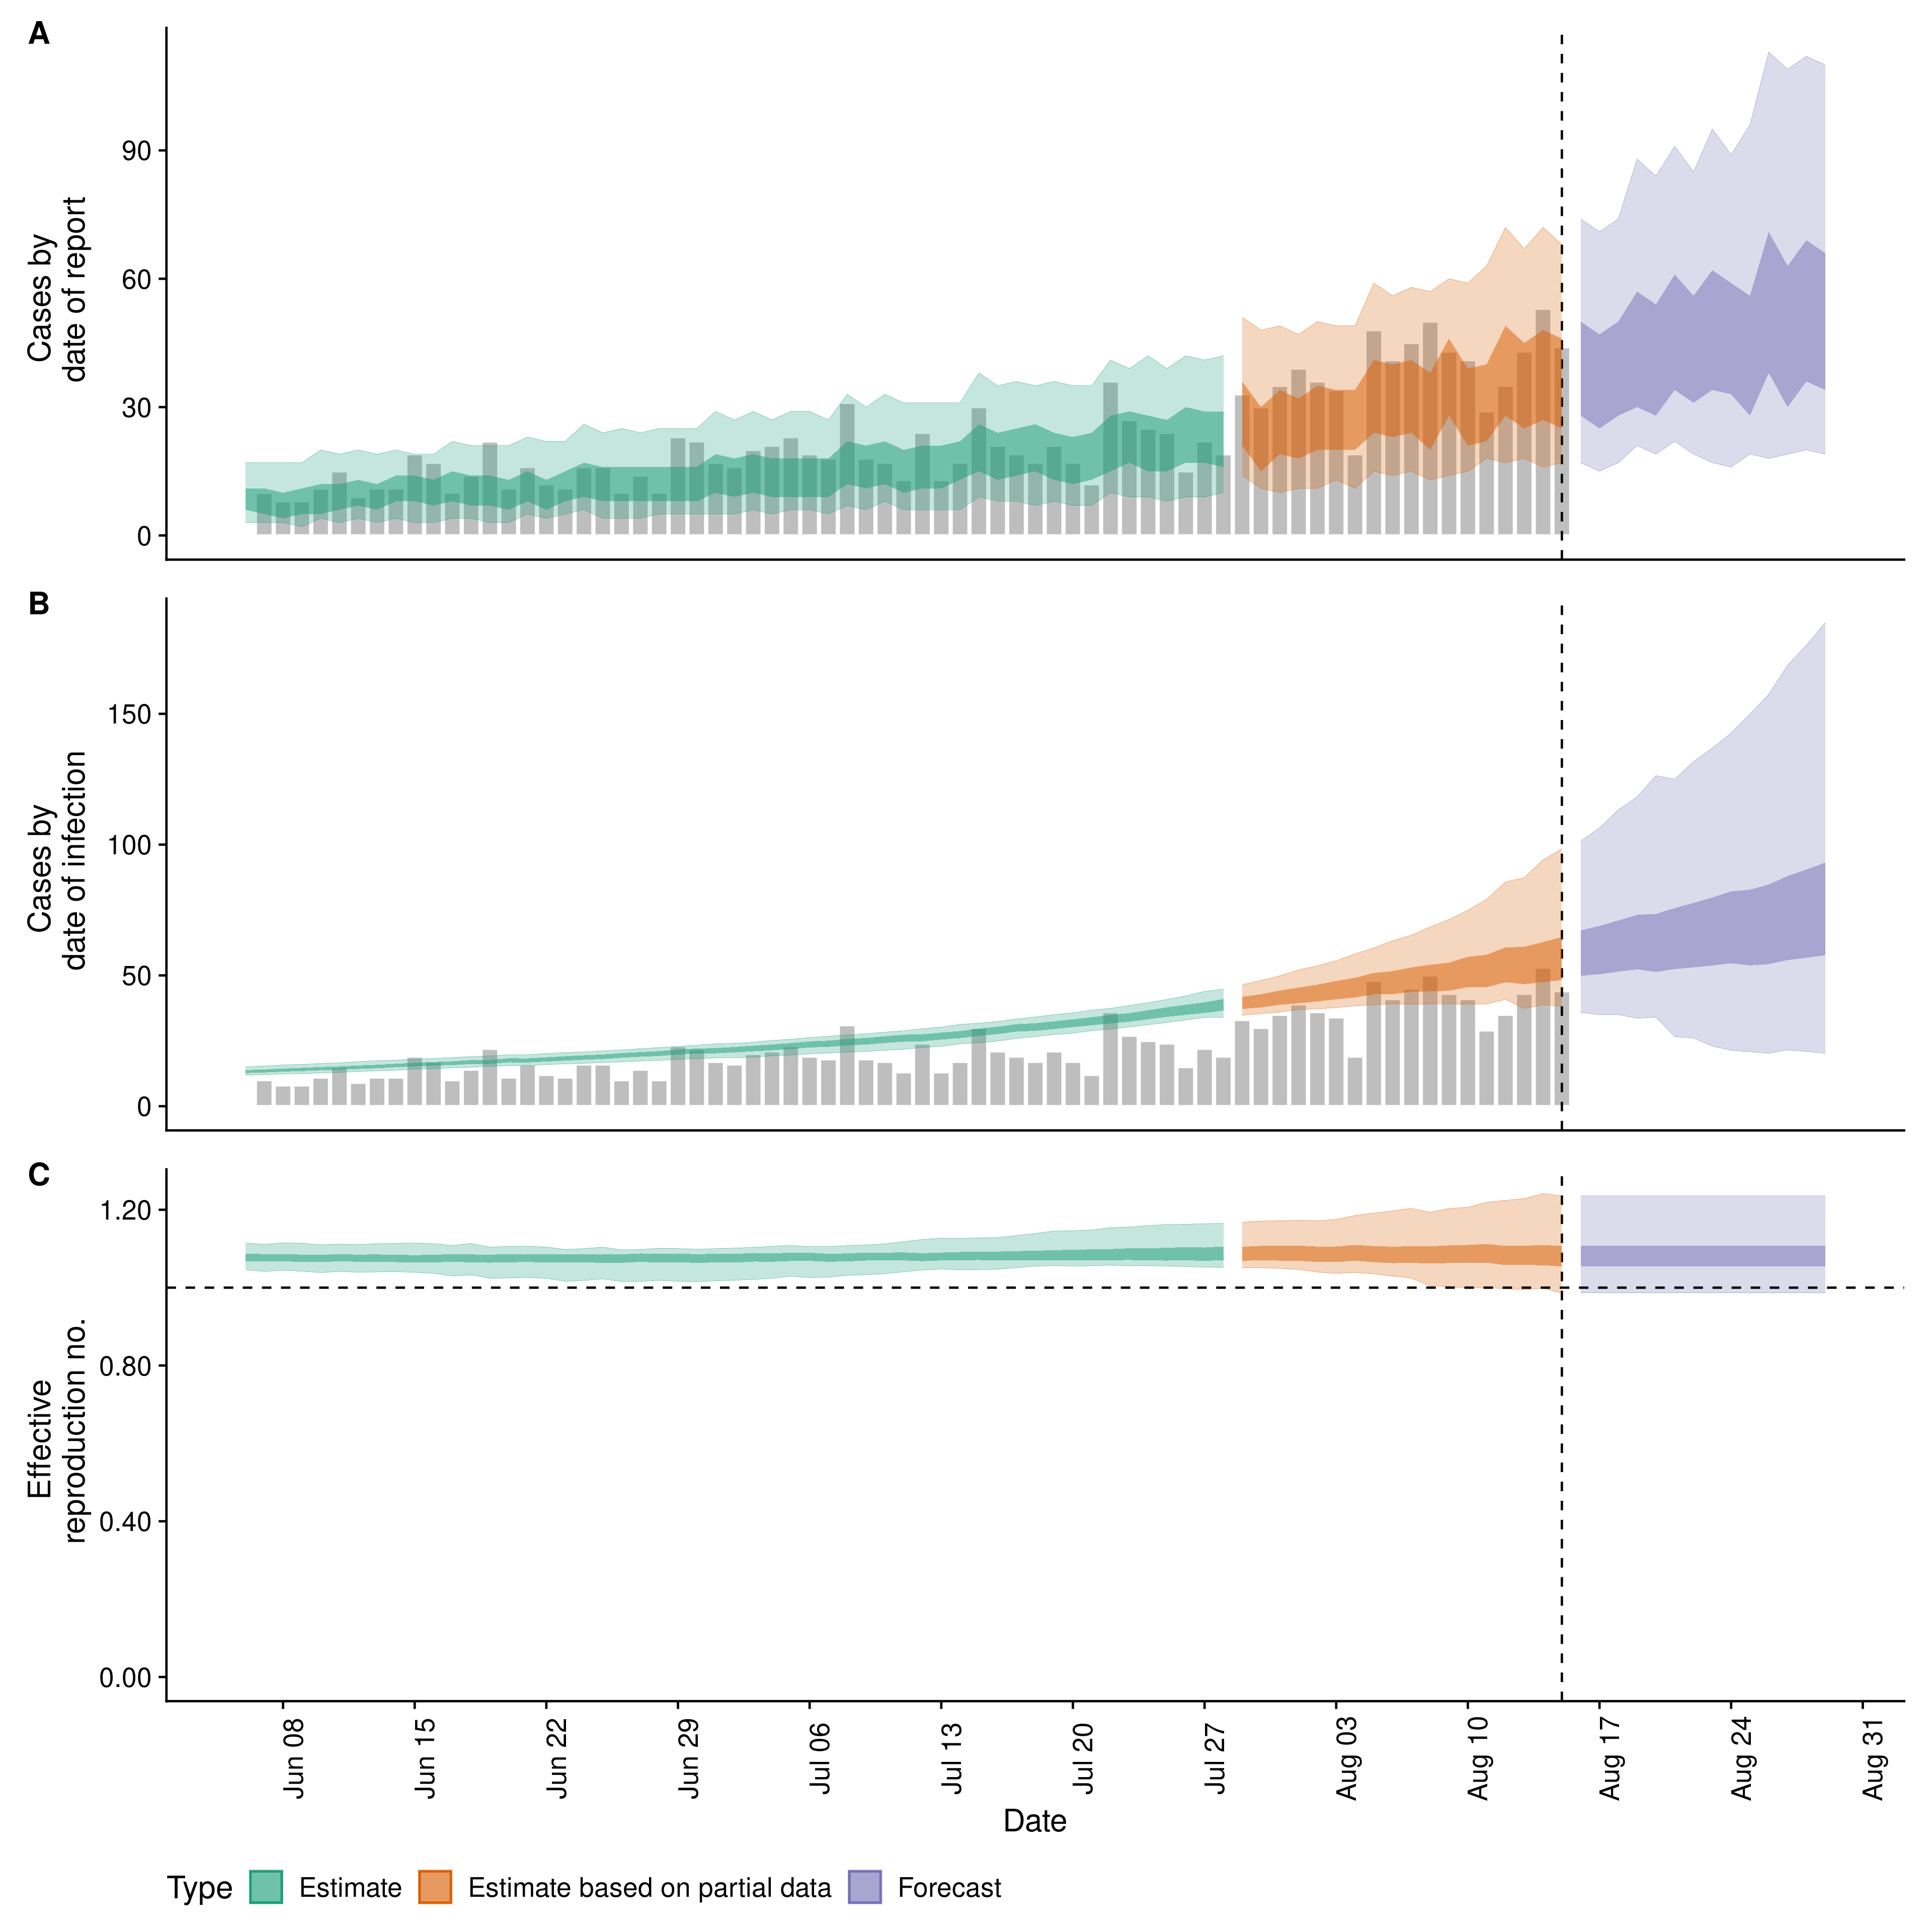 A
Cases by
date of report
90
60
30
0
B
Cases by
date of infection
150
100
50
0
C
Effective
reproduction no.
1.20
0.80
0.40
0.00
Jun 08
Jun 15
Jun 22
Jun 29
Jul 06
Jul 13
Jul 20
Jul 27
Aug 03
Aug 10
Aug 17
Aug 24
Aug 31
Date
Type Estimate Estimate based on partial data Forecast